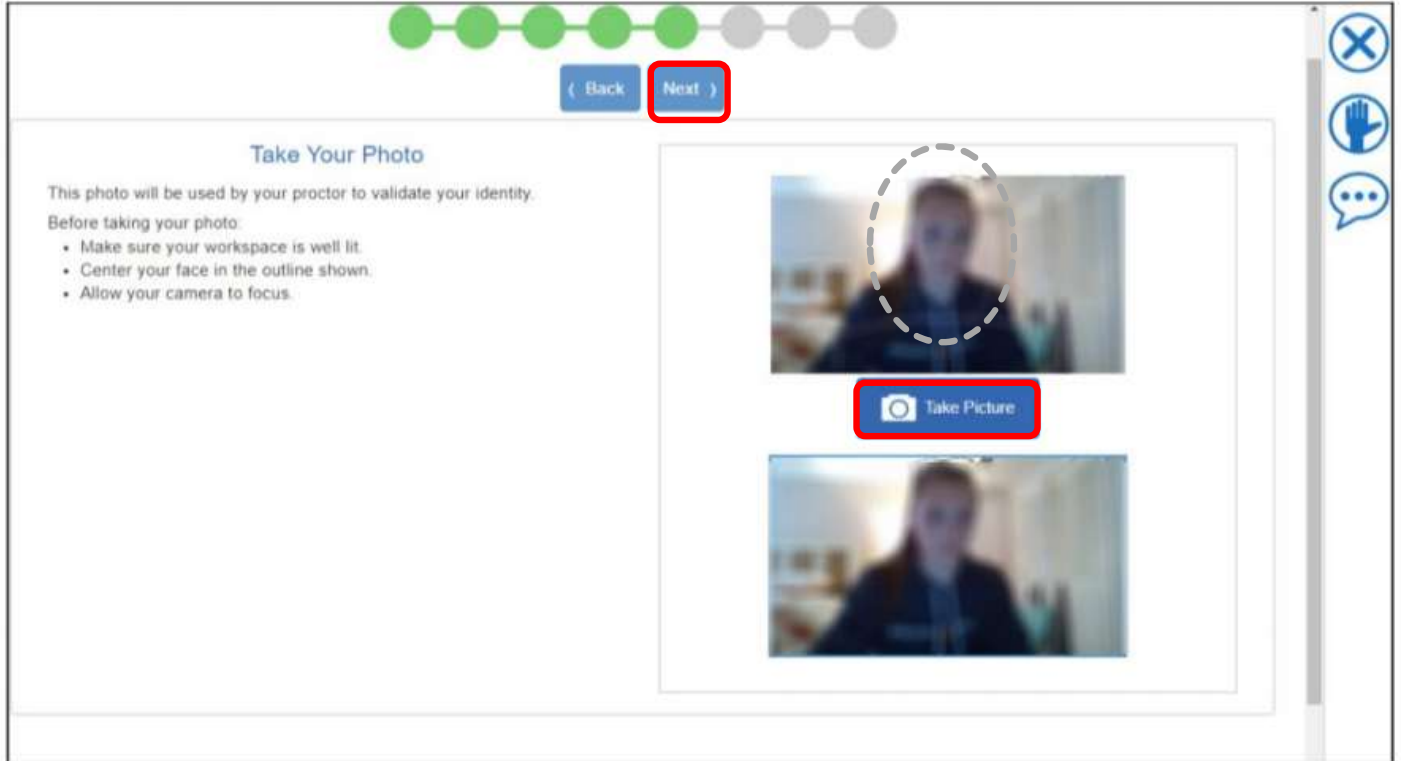 Back Next
Take Your Photo
This photo will be used by your proctor to validate your identity.
Before taking your photo:
• Make sure your workspace is well lit.
• Center your face in the outline shown.
• Allow your camera to focus.
Take Picture